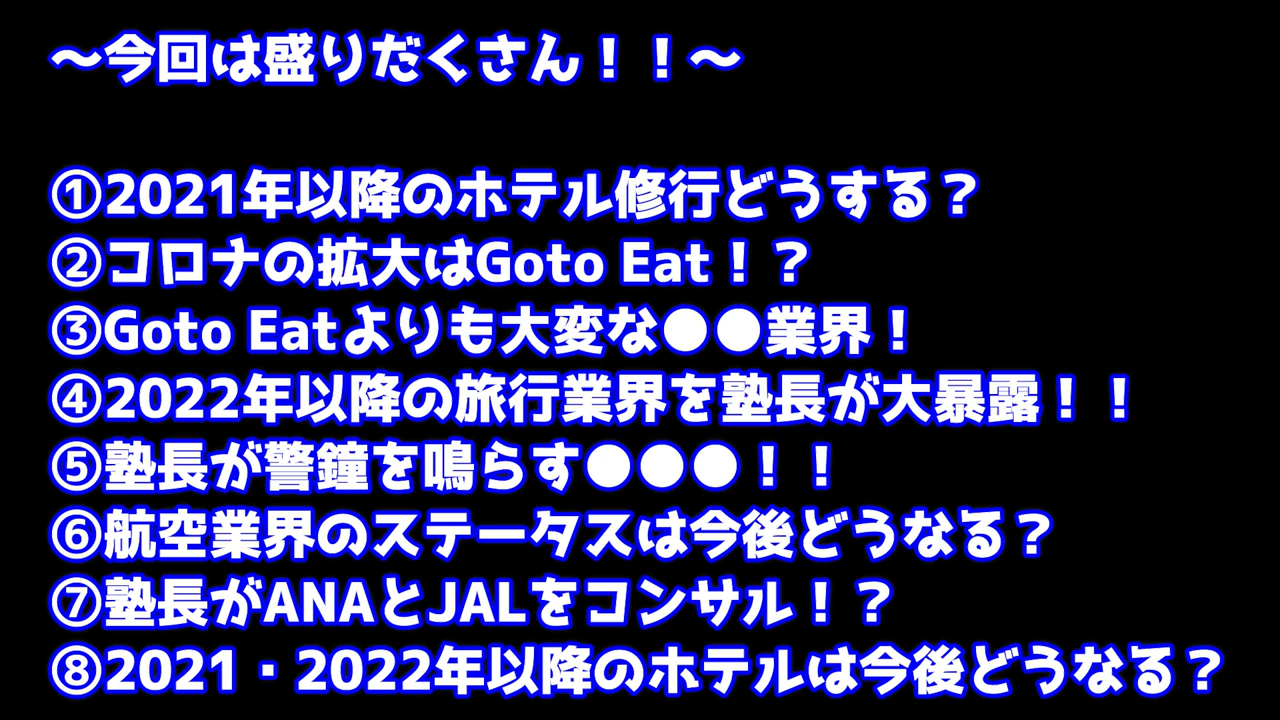 ～今回は盛りだくさん！！～
①2021年以降のホテル修行どうする？
②コロナの拡大はGoto Eat！？
③Goto Eatよりも大変な●●業界！
④2022年以降の旅行業界を塾長が大暴露！！
⑤塾長が警鐘を鳴らす●●●！！
⑥航空業界のステータスは今後どうなる？
⑦塾長がANAとJALをコンサル！？
⑧2021・2022年以降のホテルは今後どうなる？